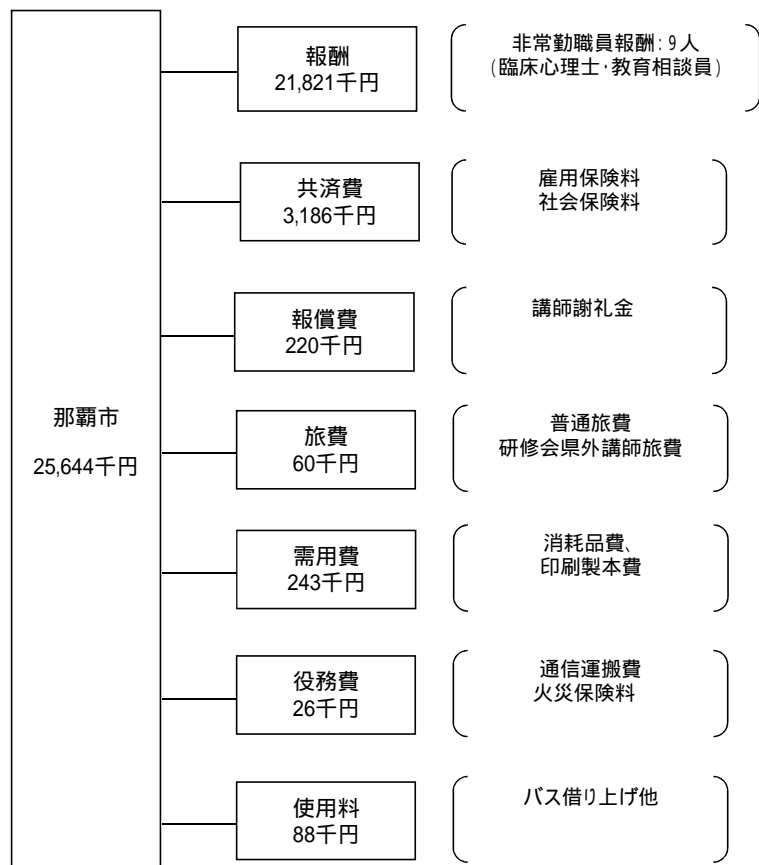 那覇市
25,644千円
報酬
21,821千円
非常勤職員報酬:9人
(臨床心理士・教育相談員)
共済費
3,186千円
雇用保険料
社会保険料
報償費
220千円
講師謝礼金
旅費
60千円
普通旅費
研修会県外講師旅費
需用費
243千円
消耗品費、
印刷製本費
役務費
26千円
通信運搬費
火災保険料
使用料
88千円
バス借り上げ他